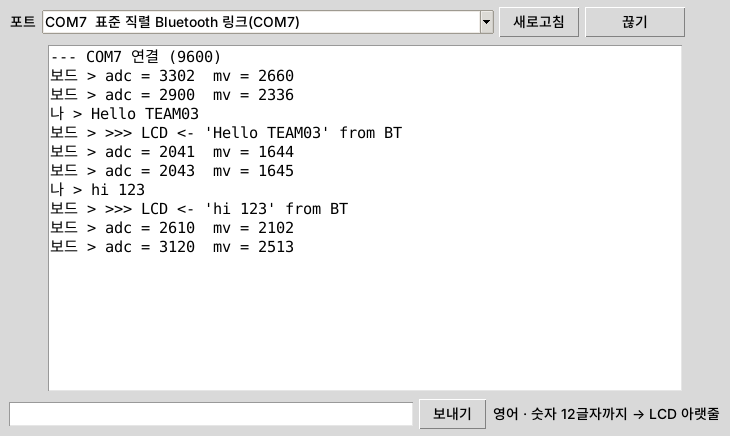 포트 COM7  표준 직렬 Bluetooth 링크(COM7) 새로고침 끊기
--- COM7 연결 (9600)
보드 > adc = 3302  mv = 2660
보드 > adc = 2900  mv = 2336
나 > Hello TEAM03
보드 > >>> LCD <- 'Hello TEAM03' from BT
보드 > adc = 2041  mv = 1644
보드 > adc = 2043  mv = 1645
나 > hi 123
보드 > >>> LCD <- 'hi 123' from BT
보드 > adc = 2610  mv = 2102
보드 > adc = 3120  mv = 2513
보내기 영어 · 숫자 12글자까지 → LCD 아랫줄